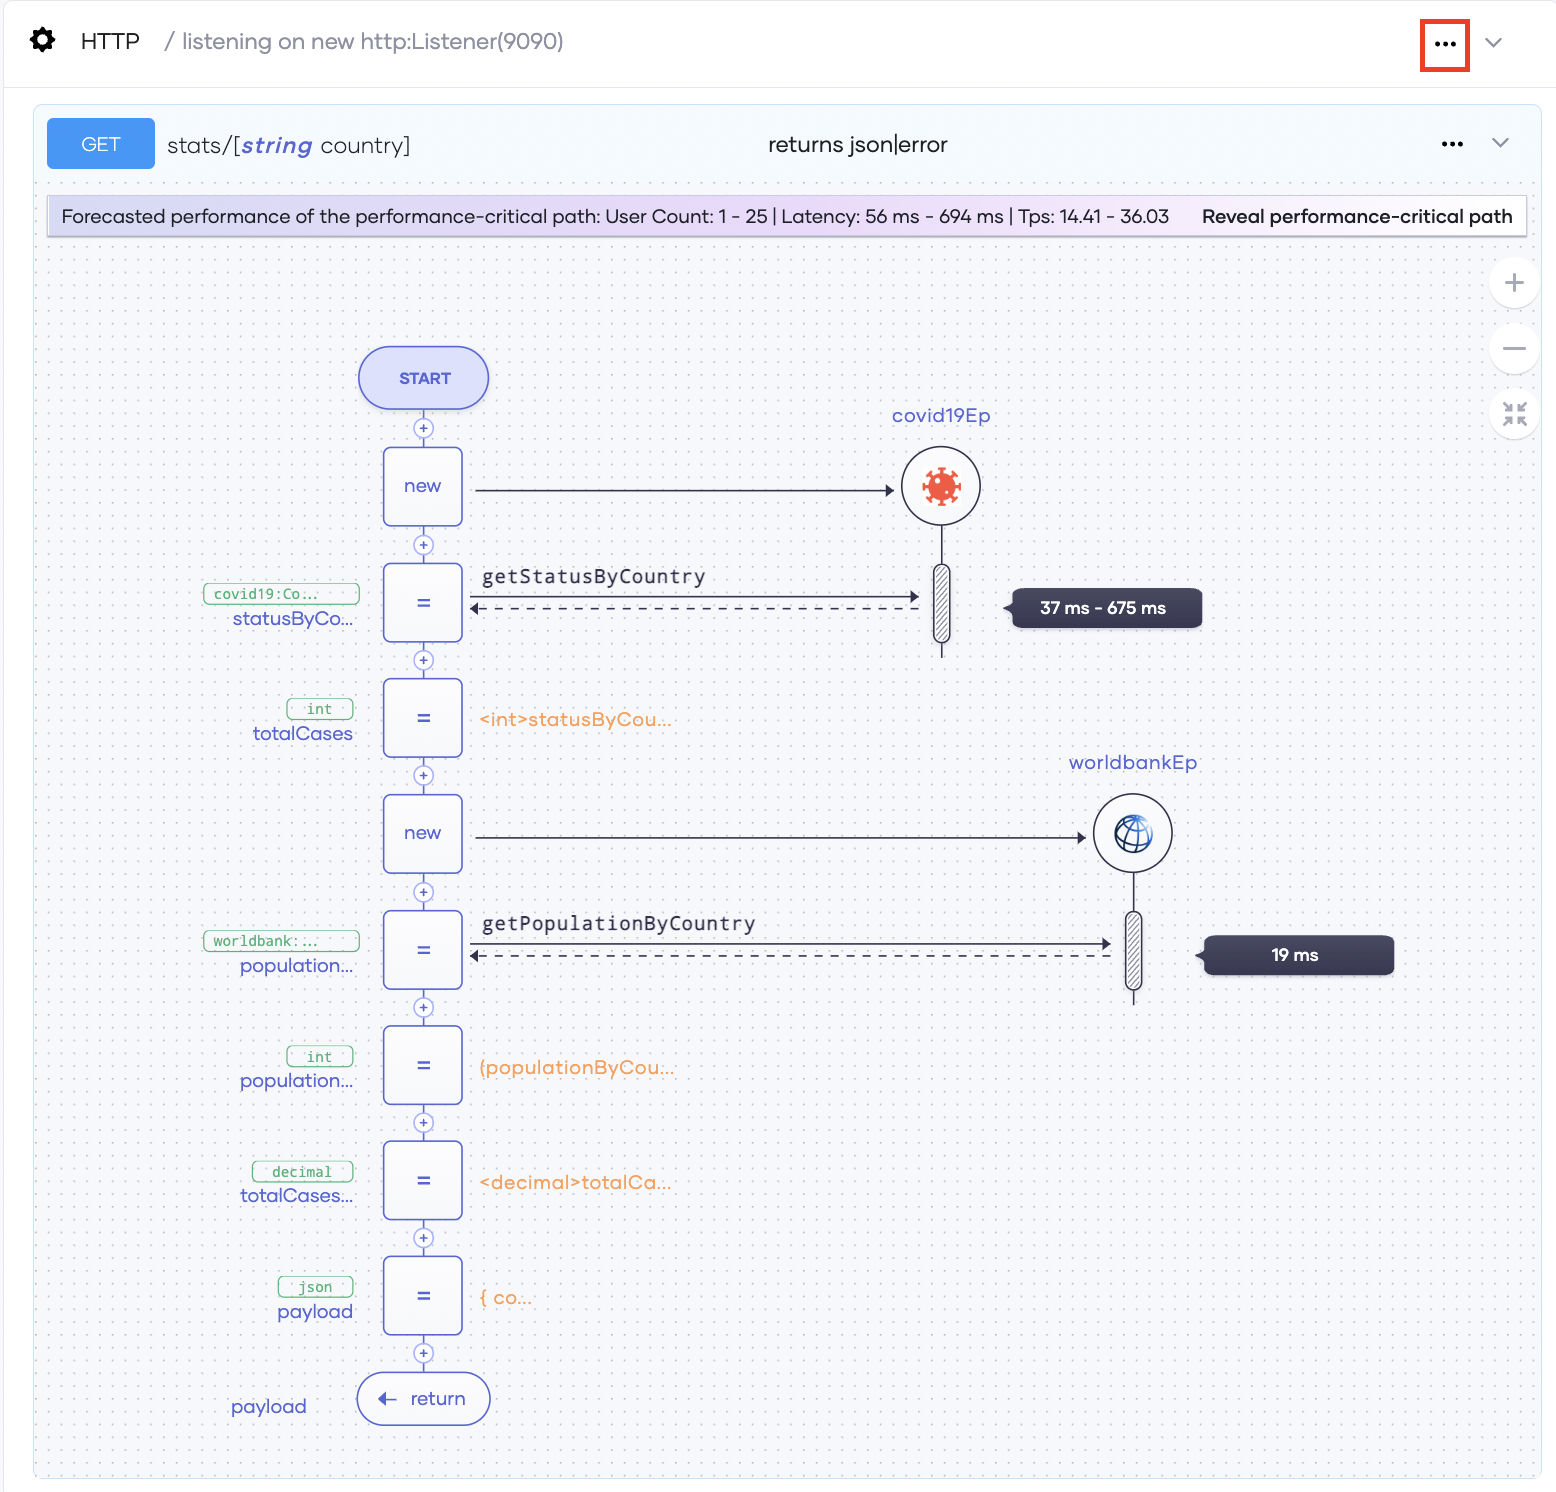 HTTP / listening on new http:Listener(9090)
GET stats/[string country] returns json|error
Forecasted performance of the performance-critical path: User Count: 1 - 25 | Latency: 56 ms - 694 ms | Tps: 14.41 - 36.03 Reveal performance-critical path
START
covid19Ep
new
getStatusByCountry
covid19:Co...
statusByCo...
=
37 ms - 675 ms
int
totalCases
=
<int>statusByCou...
worldbankEp
new
getPopulationByCountry
worldbank:...
population...
=
19 ms
int
population...
=
(populationByCou...
decimal
totalCases...
=
<decimal>totalCa...
json
payload
=
{ co...
payload
return